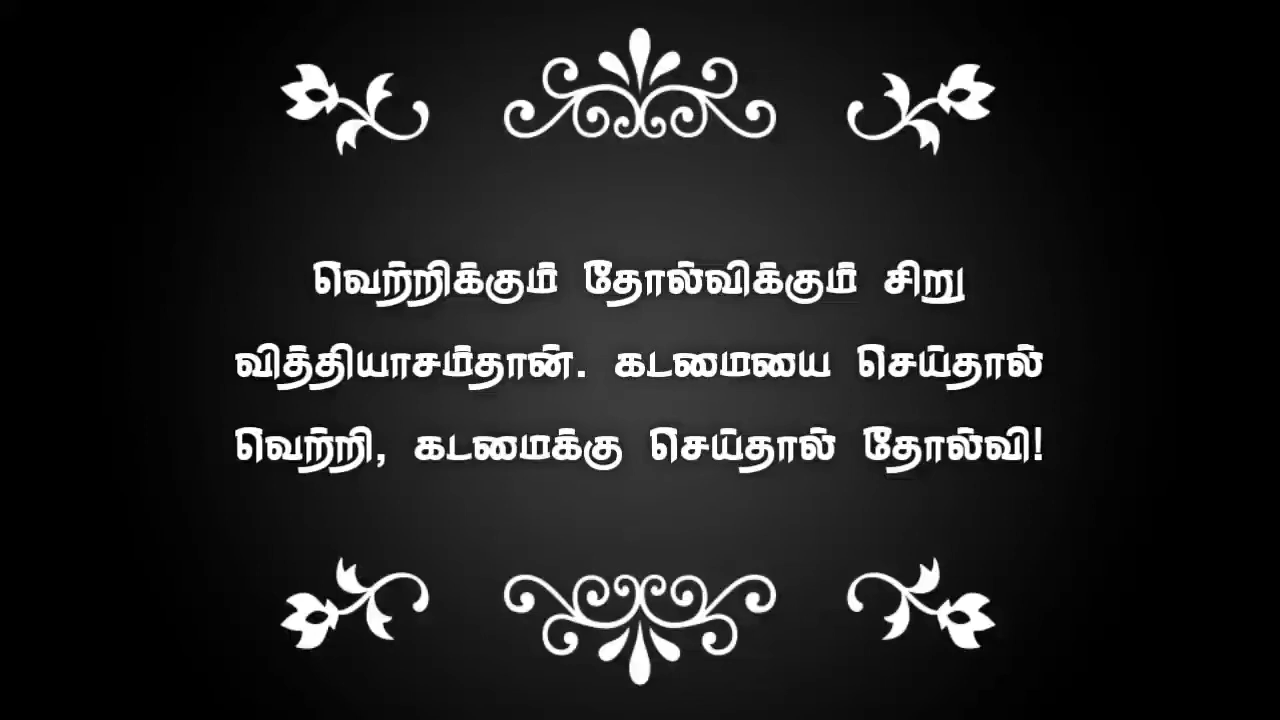 வெற்றிக்கும் தோல்விக்கும் சிறு
வித்தியாசம்தான். கடமையை செய்தால்
வெற்றி, கடமைக்கு செய்தால் தோல்வி!